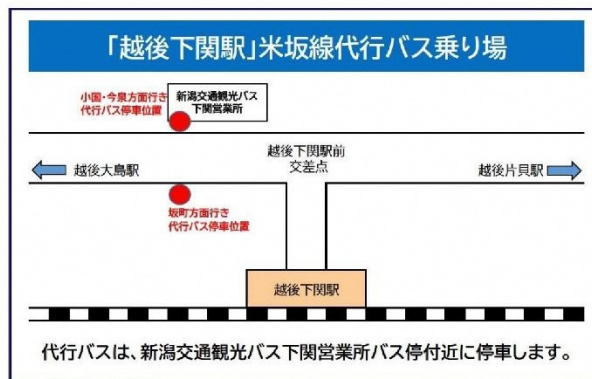 「越後下関駅」米坂線代行バス乗り場
小国・今泉方面行き
代行バス停車位置
新潟交通観光バス
下関営業所
越後下関駅前
交差点
越後大島駅
越後片貝駅
坂町方面行き
代行バス停車位置
越後下関駅
代行バスは、新潟交通観光バス下関営業所バス停付近に停車します。